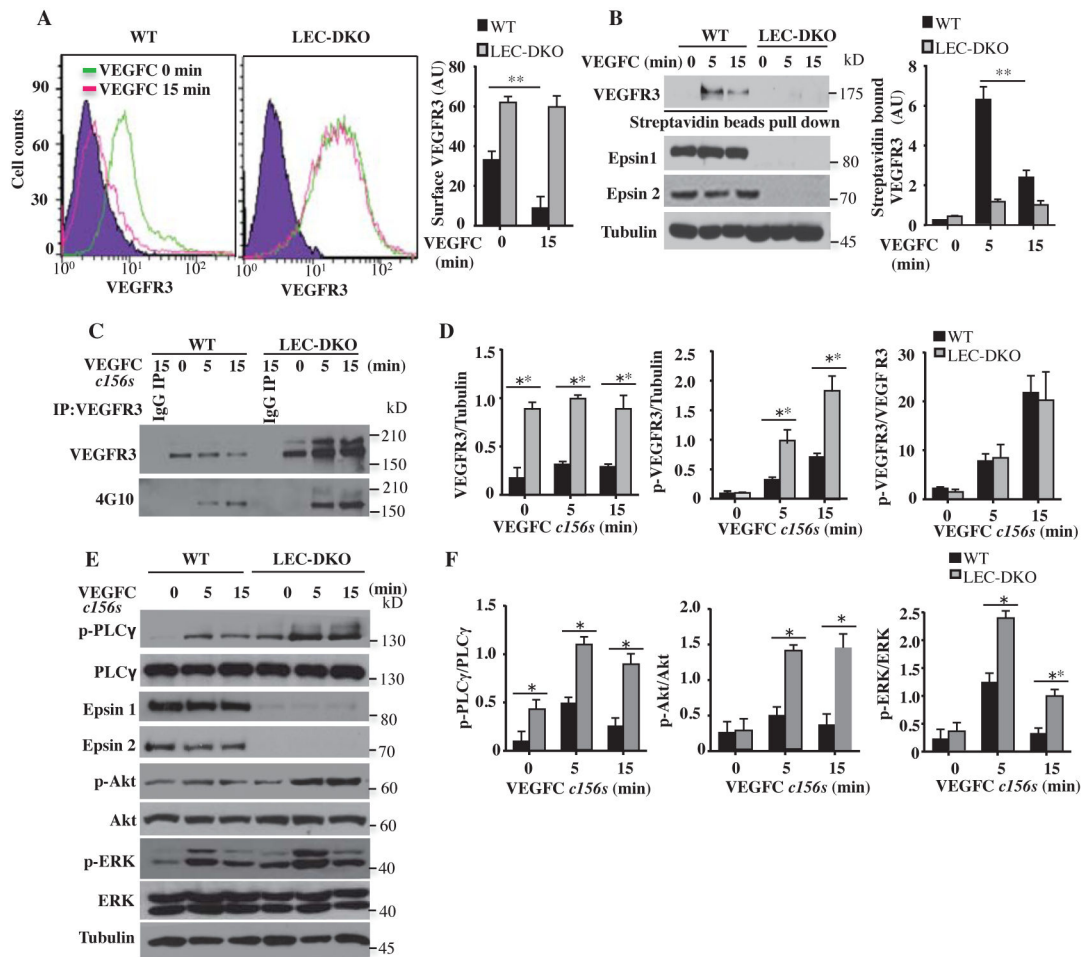 A
WT
LEC-DKO
VEGFC 0 min
VEGFC 15 min
Cell counts
90
60
30
0
10⁰ 10¹ 10²
10⁰ 10¹ 10²
VEGFR3
VEGFR3
WT
LEC-DKO
Surface VEGFR3 (AU)
80
60
40
20
0
**
VEGFC 0 15
(min)
B
WT LEC-DKO
VEGFC (min) 0 5 15 0 5 15 kD
VEGFR3 175
Streptavidin beads pull down
Epsin1 80
Epsin 2 70
Tubulin 45
WT
LEC-DKO
Streptavidin bound
VEGFR3 (AU)
8
6
4
2
0
**
VEGFC 0 5 15
(min)
C
WT LEC-DKO
VEGFC 15 0 5 15 15 0 5 15 (min)
c156s
IgG IP IgG IP
IP:VEGFR3 kD
VEGFR3 210
150
4G10 210
150
D
VEGFR3/Tubulin
1.5
1.0
0.5
0
** ** **
0 5 15
VEGFC c156s (min)
p-VEGFR3/Tubulin
2.5
2.0
1.5
1.0
0.5
0
** **
0 5 15
VEGFC c156s (min)
WT
LEC-DKO
p-VEGFR3/VEGF R3
30
20
10
0
0 5 15
VEGFC c156s (min)
E
WT LEC-DKO
VEGFC 0 5 15 0 5 15 (min)
c156s kD
p-PLCγ 130
PLCγ 130
Epsin 1 80
Epsin 2 70
p-Akt 60
Akt 60
p-ERK 40
ERK 40
Tubulin 45
F
p-PLCγ/PLCγ
1.5
1.0
0.5
0
* * *
0 5 15
VEGFC c156s (min)
p-Akt/Akt
2.0
1.5
1.0
0.5
0
* *
0 5 15
VEGFC c156s (min)
WT
LEC-DKO
p-ERK/ERK
2.5
2.0
1.5
1.0
0.5
0
* **
0 5 15
VEGFC c156s (min)